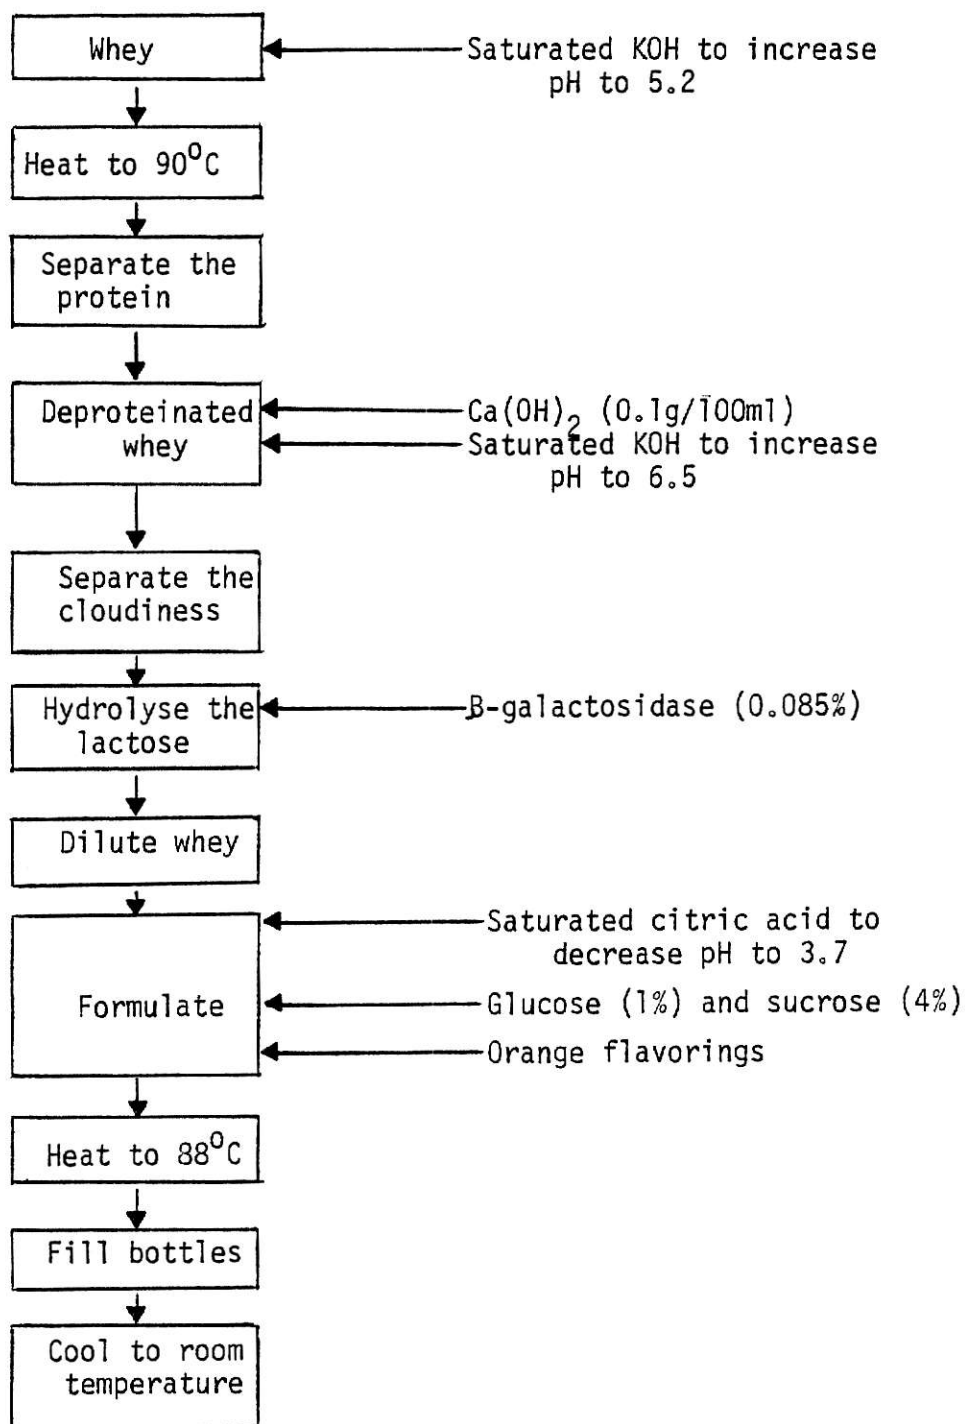 Whey
Saturated KOH to increase
pH to 5.2
Heat to 90°C
Separate the
protein
Deproteinated
whey
Ca(OH)₂ (0.1g/100ml)
Saturated KOH to increase
pH to 6.5
Separate the
cloudiness
Hydrolyse the
lactose
β-galactosidase (0.085%)
Dilute whey
Formulate
Saturated citric acid to
decrease pH to 3.7
Glucose (1%) and sucrose (4%)
Orange flavorings
Heat to 88°C
Fill bottles
Cool to room
temperature